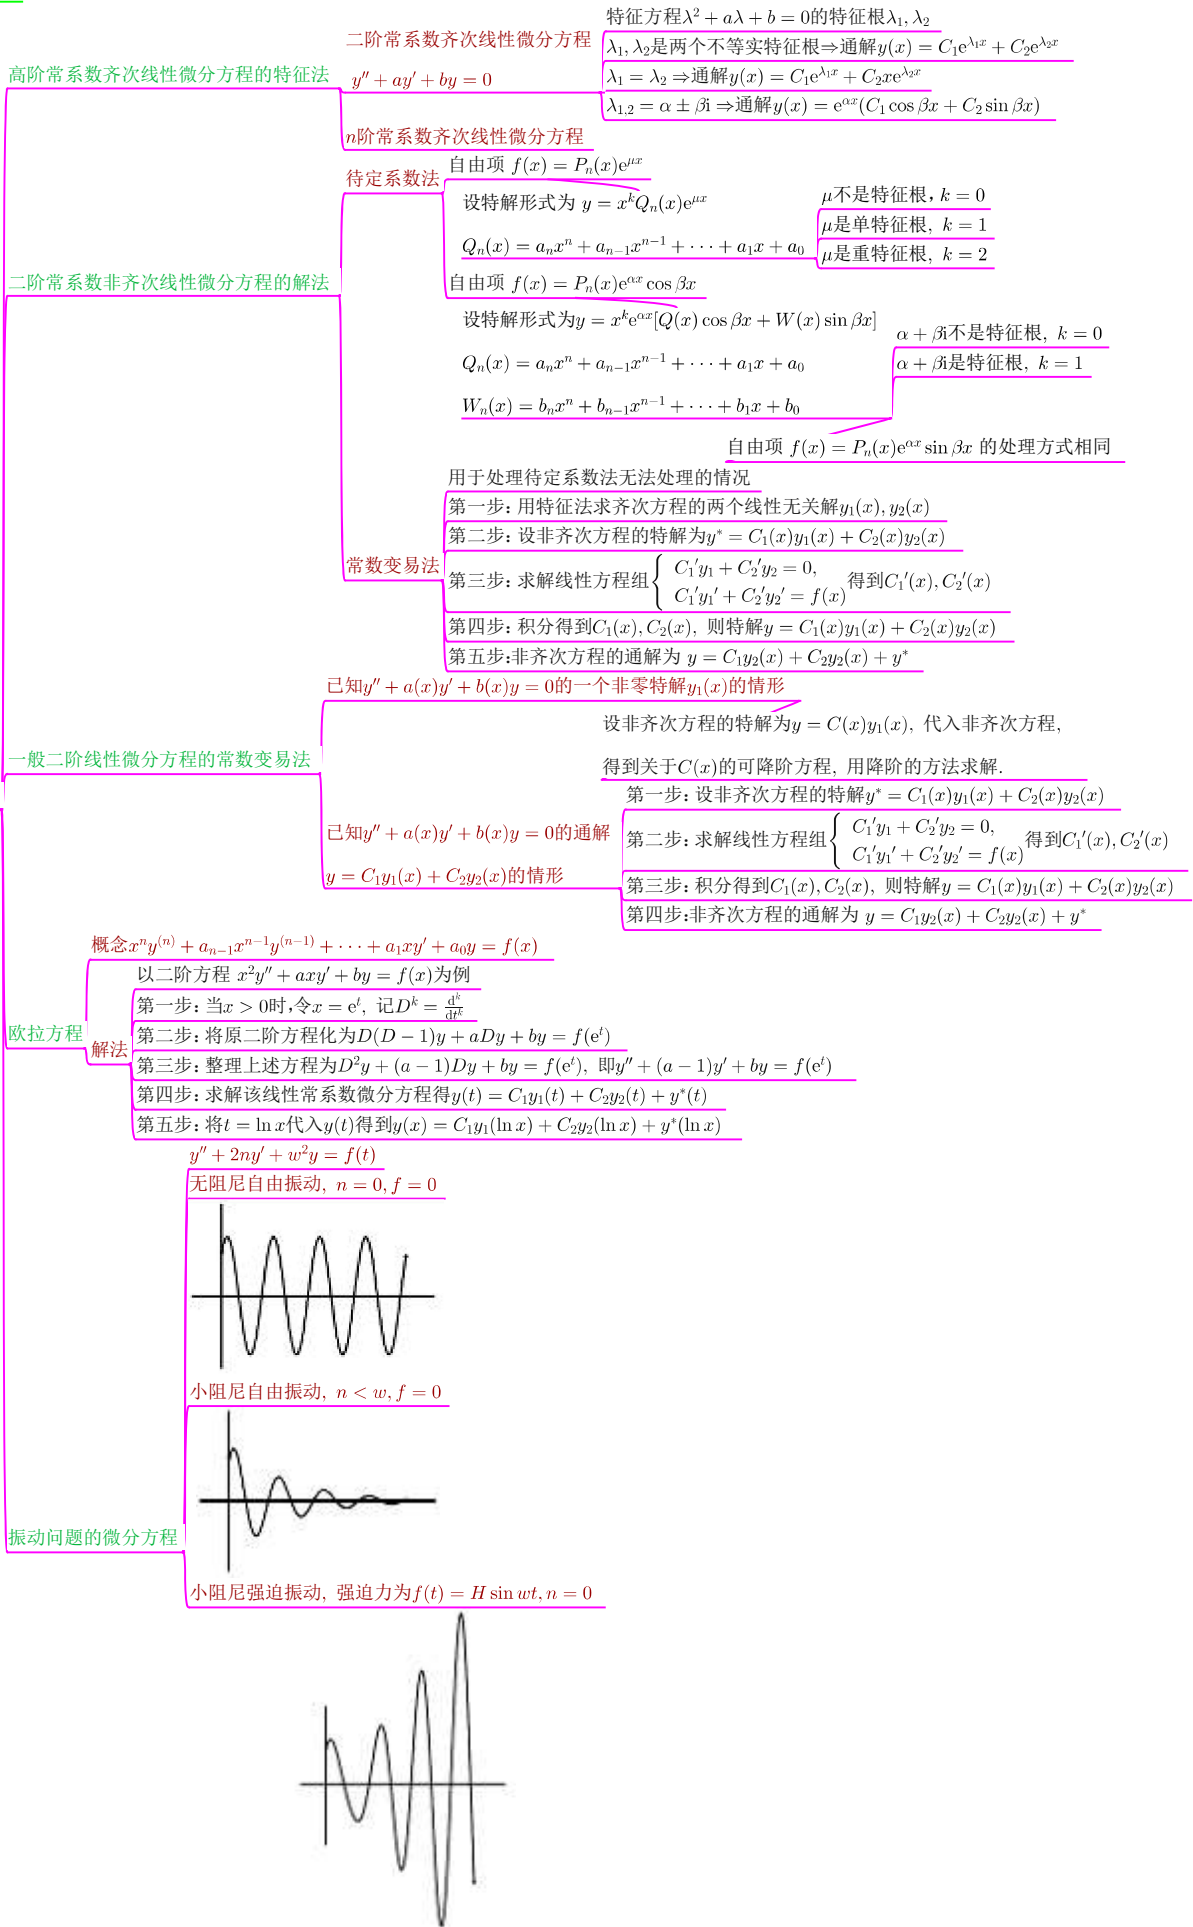 高阶常系数齐次线性微分方程的特征法
二阶常系数齐次线性微分方程
y″ + ay′ + by = 0
特征方程λ² + aλ + b = 0的特征根λ₁, λ₂
λ₁, λ₂是两个不等实特征根⇒通解y(x) = C₁e^{λ₁x} + C₂e^{λ₂x}
λ₁ = λ₂ ⇒通解y(x) = C₁e^{λ₁x} + C₂xe^{λ₂x}
λ₁,₂ = α ± βi ⇒通解y(x) = e^{αx}(C₁ cos βx + C₂ sin βx)
n阶常系数齐次线性微分方程
二阶常系数非齐次线性微分方程的解法
待定系数法
自由项 f(x) = Pₙ(x)e^{μx}
设特解形式为 y = x^kQₙ(x)e^{μx}
Qₙ(x) = aₙxⁿ + aₙ₋₁xⁿ⁻¹ + · · · + a₁x + a₀
μ不是特征根, k = 0
μ是单特征根, k = 1
μ是重特征根, k = 2
自由项 f(x) = Pₙ(x)e^{αx} cos βx
设特解形式为y = x^ke^{αx}[Q(x) cos βx + W(x) sin βx]
Qₙ(x) = aₙxⁿ + aₙ₋₁xⁿ⁻¹ + · · · + a₁x + a₀
Wₙ(x) = bₙxⁿ + bₙ₋₁xⁿ⁻¹ + · · · + b₁x + b₀
α + βi不是特征根, k = 0
α + βi是特征根, k = 1
自由项 f(x) = Pₙ(x)e^{αx} sin βx 的处理方式相同
常数变易法
用于处理待定系数法无法处理的情况
第一步: 用特征法求齐次方程的两个线性无关解y₁(x), y₂(x)
第二步: 设非齐次方程的特解为y* = C₁(x)y₁(x) + C₂(x)y₂(x)
第三步: 求解线性方程组{ C₁′y₁ + C₂′y₂ = 0,
C₁′y₁′ + C₂′y₂′ = f(x) 得到C₁′(x), C₂′(x)
第四步: 积分得到C₁(x), C₂(x), 则特解y = C₁(x)y₁(x) + C₂(x)y₂(x)
第五步:非齐次方程的通解为 y = C₁y₂(x) + C₂y₂(x) + y*
一般二阶线性微分方程的常数变易法
已知y″ + a(x)y′ + b(x)y = 0的一个非零特解y₁(x)的情形
设非齐次方程的特解为y = C(x)y₁(x), 代入非齐次方程,
得到关于C(x)的可降阶方程, 用降阶的方法求解.
已知y″ + a(x)y′ + b(x)y = 0的通解
y = C₁y₁(x) + C₂y₂(x)的情形
第一步: 设非齐次方程的特解y* = C₁(x)y₁(x) + C₂(x)y₂(x)
第二步: 求解线性方程组{ C₁′y₁ + C₂′y₂ = 0,
C₁′y₁′ + C₂′y₂′ = f(x) 得到C₁′(x), C₂′(x)
第三步: 积分得到C₁(x), C₂(x), 则特解y = C₁(x)y₁(x) + C₂(x)y₂(x)
第四步:非齐次方程的通解为 y = C₁y₂(x) + C₂y₂(x) + y*
欧拉方程
概念xⁿy⁽ⁿ⁾ + aₙ₋₁xⁿ⁻¹y⁽ⁿ⁻¹⁾ + · · · + a₁xy′ + a₀y = f(x)
解法
以二阶方程 x²y″ + axy′ + by = f(x)为例
第一步: 当x > 0时,令x = e^t, 记D^k = d^k/dt^k
第二步: 将原二阶方程化为D(D − 1)y + aDy + by = f(e^t)
第三步: 整理上述方程为D²y + (a − 1)Dy + by = f(e^t), 即y″ + (a − 1)y′ + by = f(e^t)
第四步: 求解该线性常系数微分方程得y(t) = C₁y₁(t) + C₂y₂(t) + y*(t)
第五步: 将t = ln x代入y(t)得到y(x) = C₁y₁(ln x) + C₂y₂(ln x) + y*(ln x)
振动问题的微分方程
y″ + 2ny′ + w²y = f(t)
无阻尼自由振动, n = 0, f = 0
小阻尼自由振动, n < w, f = 0
小阻尼强迫振动, 强迫力为f(t) = H sin wt, n = 0